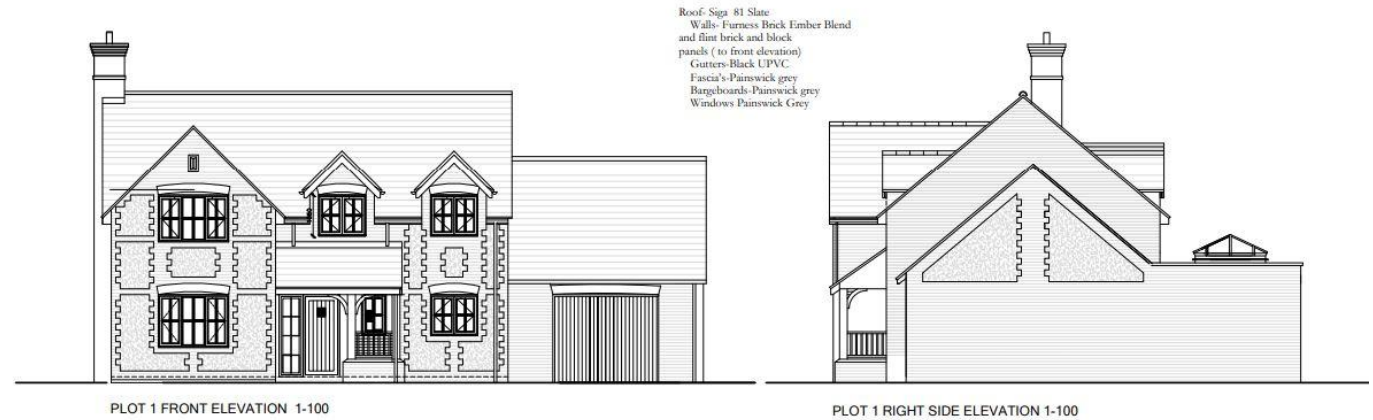 Roof- Siga 81 Slate
Walls- Furness Brick Ember Blend
and flint brick and block
panels ( to front elevation)
Gutters-Black UPVC
Fascia's-Painswick grey
Bargeboards-Painswick grey
Windows Painswick Grey
PLOT 1 FRONT ELEVATION 1-100
PLOT 1 RIGHT SIDE ELEVATION 1-100